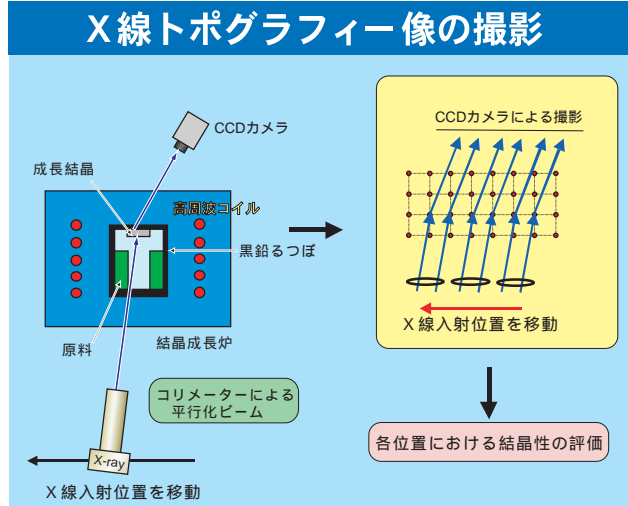 X線トポグラフィー像の撮影
CCDカメラ
成長結晶
高周波コイル
黒鉛るつぼ
原料
結晶成長炉
コリメーターによる
平行化ビーム
X-ray
X線入射位置を移動
CCDカメラによる撮影
X線入射位置を移動
各位置における結晶性の評価